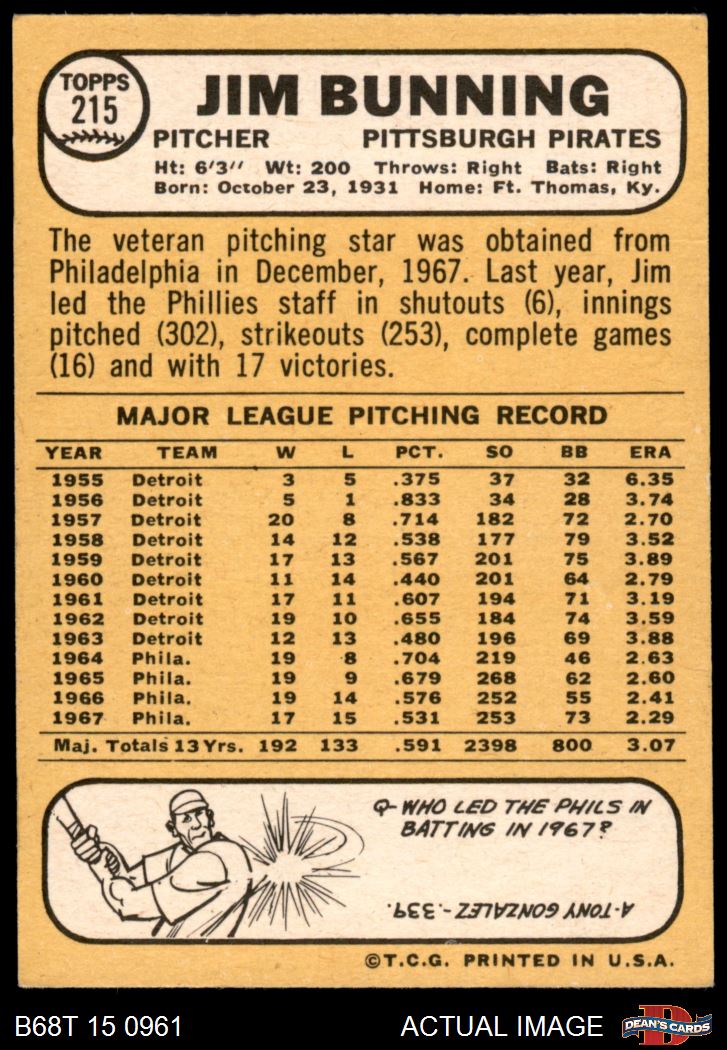 TOPPS
215
JIM BUNNING
PITCHER PITTSBURGH PIRATES
Ht: 6'3" Wt: 200 Throws: Right Bats: Right
Born: October 23, 1931 Home: Ft. Thomas, Ky.
The veteran pitching star was obtained from
Philadelphia in December, 1967. Last year, Jim
led the Phillies staff in shutouts (6), innings
pitched (302), strikeouts (253), complete games
(16) and with 17 victories.
MAJOR LEAGUE PITCHING RECORD
YEAR TEAM W L PCT. SO BB ERA
1955 Detroit 3 5 .375 37 32 6.35
1956 Detroit 5 1 .833 34 28 3.74
1957 Detroit 20 8 .714 182 72 2.70
1958 Detroit 14 12 .538 177 79 3.52
1959 Detroit 17 13 .567 201 75 3.89
1960 Detroit 11 14 .440 201 64 2.79
1961 Detroit 17 11 .607 194 71 3.19
1962 Detroit 19 10 .655 184 74 3.59
1963 Detroit 12 13 .480 196 69 3.88
1964 Phila. 19 8 .704 219 46 2.63
1965 Phila. 19 9 .679 268 62 2.60
1966 Phila. 19 14 .576 252 55 2.41
1967 Phila. 17 15 .531 253 73 2.29
Maj. Totals 13 Yrs. 192 133 .591 2398 800 3.07
Q-WHO LED THE PHILS IN
BATTING IN 1967?
A-TONY GONZALEZ-.339.
©T.C.G. PRINTED IN U.S.A.
B68T 15 0961 ACTUAL IMAGE D DEAN'S CARDS